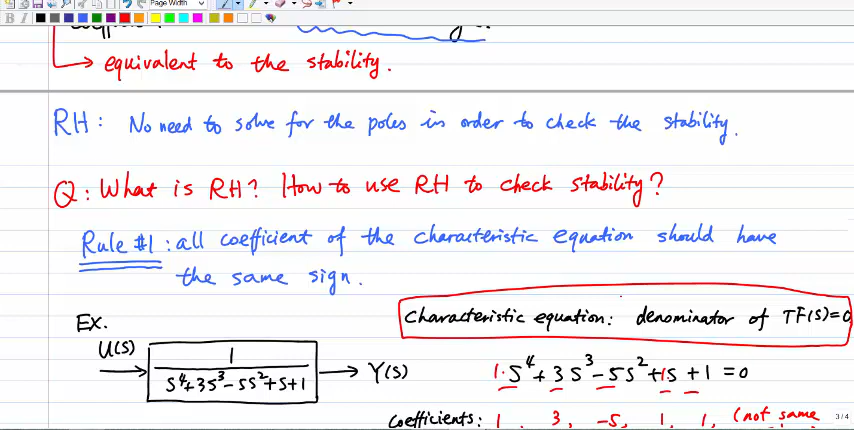 Page Width
B I
equivalent to the stability.
RH: No need to solve for the poles in order to check the stability.
Q: What is RH? How to use RH to check stability?
Rule #1: all coefficient of the characteristic equation should have
the same sign.
Characteristic equation: denominator of TF(S)=0
Ex.
U(S)
1
S⁴+3S³-5S²+S+1
Y(S)
1·S⁴+3S³-5S²+1S+1=0
Coefficients: 1, 3, -5, 1, 1, (not same
3/4